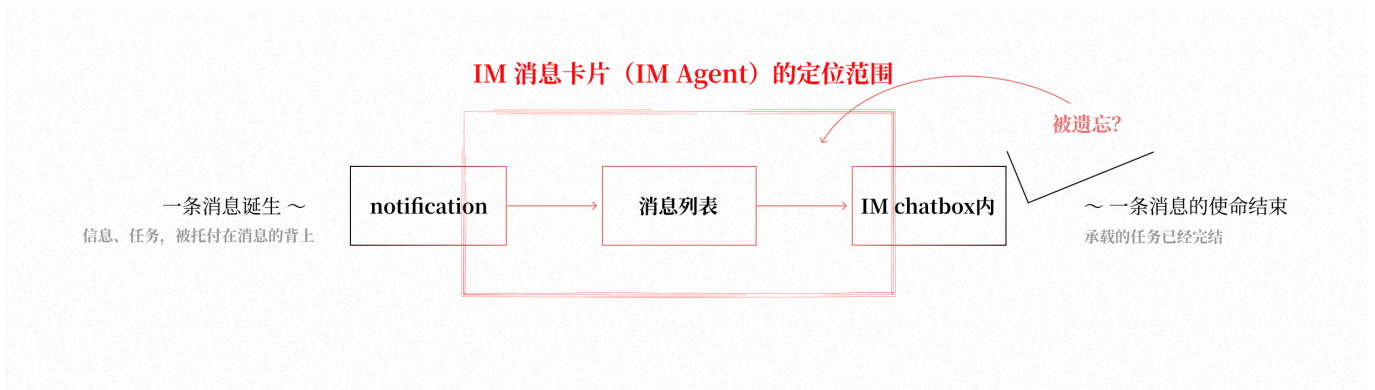 IM 消息卡片（IM Agent）的定位范围
被遗忘？
一条消息诞生 ～
信息、任务，被托付在消息的背上
notification
消息列表
IM chatbox内
～ 一条消息的使命结束
承载的任务已经完结